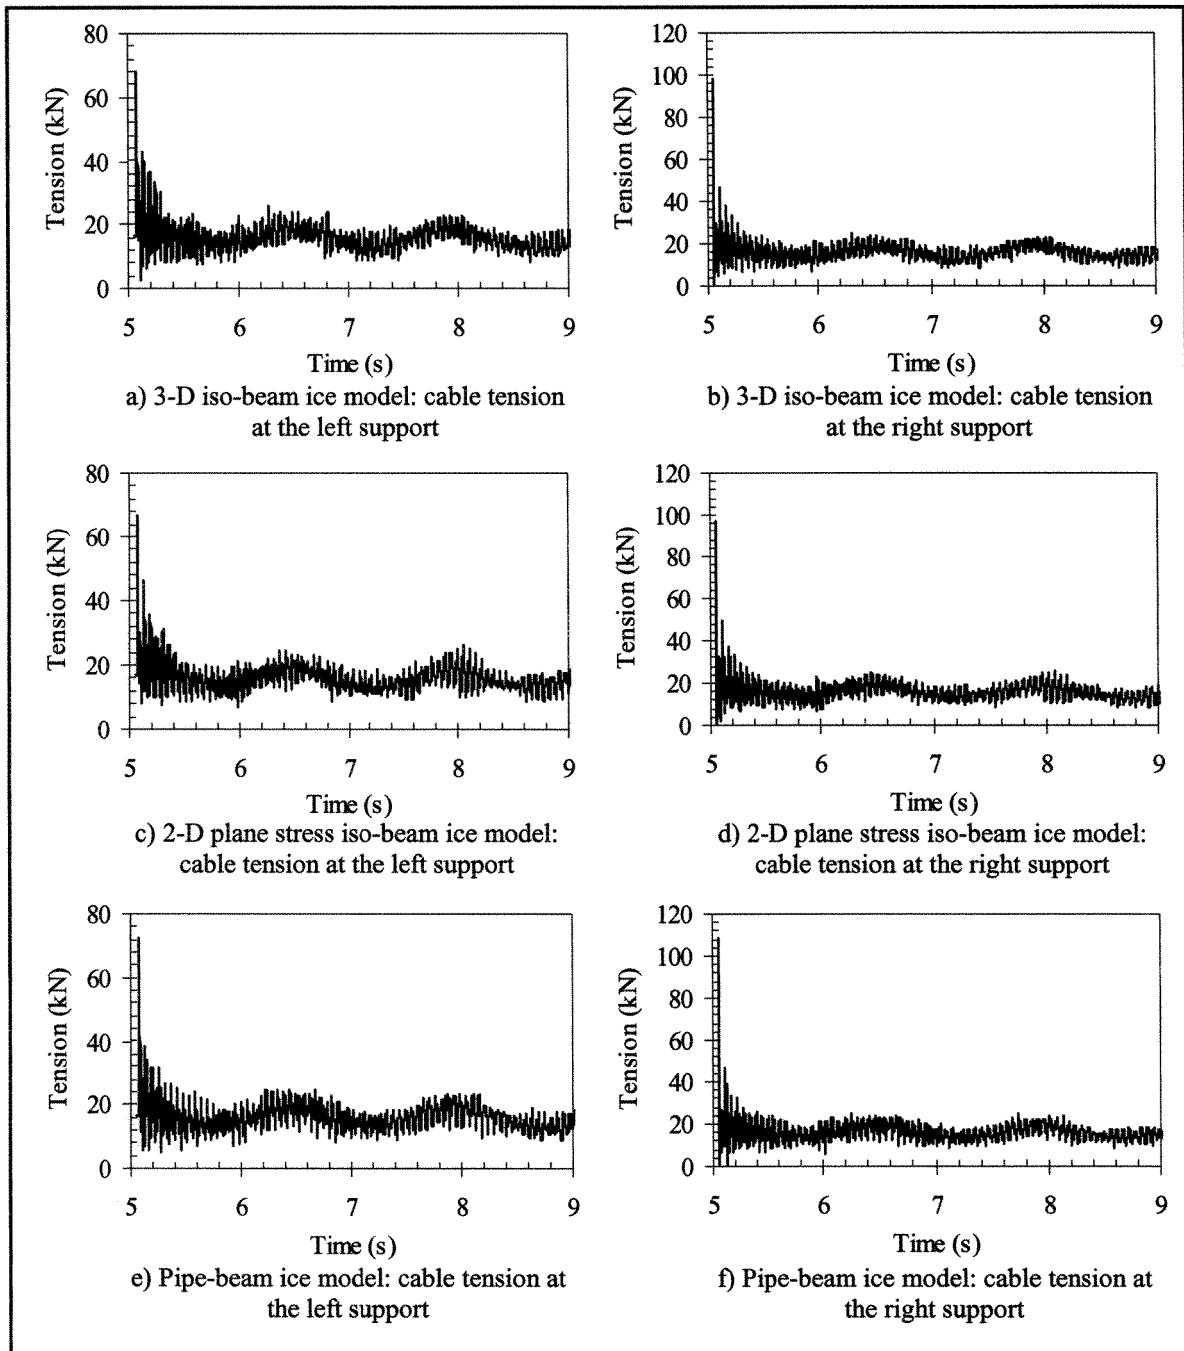 80
60
40
20
0
Tension (kN)
5 6 7 8 9
Time (s)
a) 3-D iso-beam ice model: cable tension
at the left support
120
100
80
60
40
20
0
Tension (kN)
5 6 7 8 9
Time (s)
b) 3-D iso-beam ice model: cable tension
at the right support
80
60
40
20
0
Tension (kN)
5 6 7 8 9
Time (s)
c) 2-D plane stress iso-beam ice model:
cable tension at the left support
120
100
80
60
40
20
0
Tension (kN)
5 6 7 8 9
Time (s)
d) 2-D plane stress iso-beam ice model:
cable tension at the right support
80
60
40
20
0
Tension (kN)
5 6 7 8 9
Time (s)
e) Pipe-beam ice model: cable tension at
the left support
120
100
80
60
40
20
0
Tension (kN)
5 6 7 8 9
Time (s)
f) Pipe-beam ice model: cable tension at
the right support